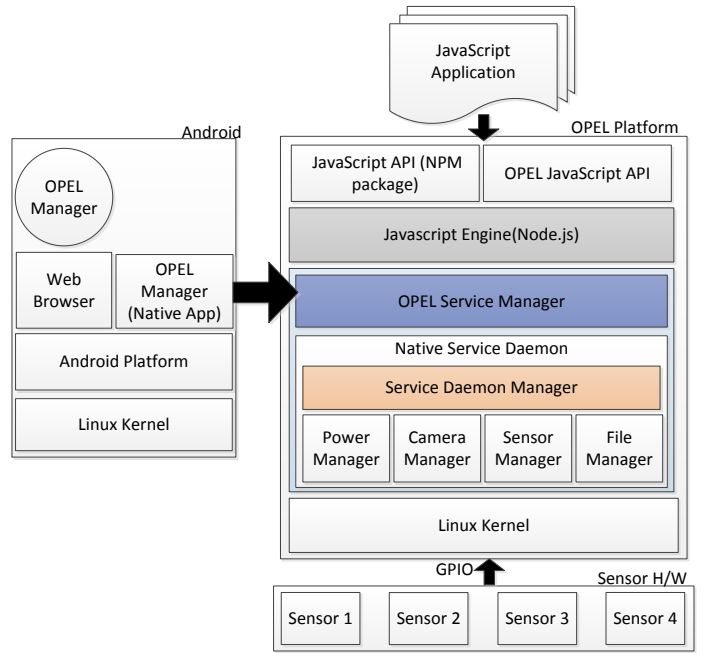 JavaScript
Application
Android
OPEL
Manager
Web
Browser
OPEL
Manager
(Native App)
Android Platform
Linux Kernel
OPEL Platform
JavaScript API (NPM
package)
OPEL JavaScript API
Javascript Engine(Node.js)
OPEL Service Manager
Native Service Daemon
Service Daemon Manager
Power
Manager
Camera
Manager
Sensor
Manager
File
Manager
Linux Kernel
GPIO
Sensor H/W
Sensor 1
Sensor 2
Sensor 3
Sensor 4